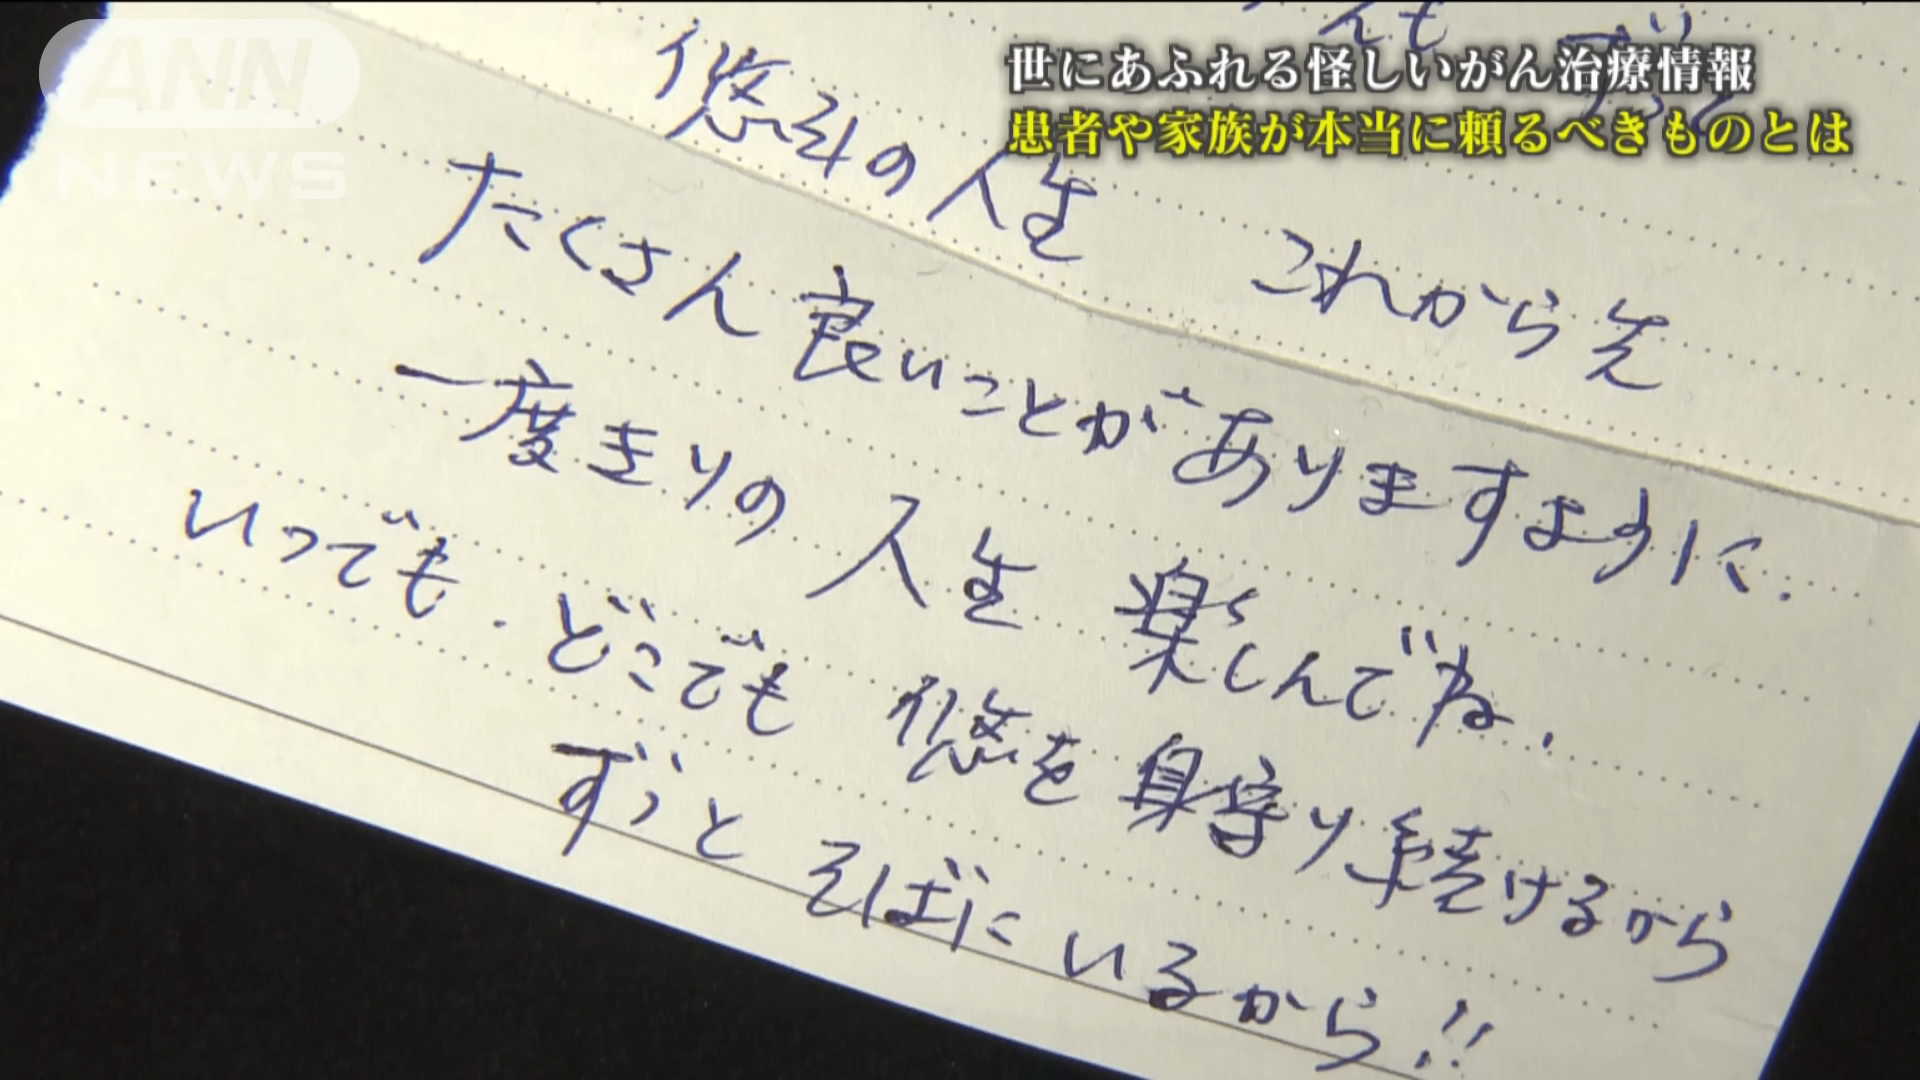 ANN
NEWS
世にあふれる怪しいがん治療情報
患者や家族が本当に頼るべきものとは
悠斗の人生 これから先
たくさん良いことがありますように.
一度きりの人生 楽しんでね.
いつでも.どこでも 悠を見守り続けるから
ずっと そばにいるから!!